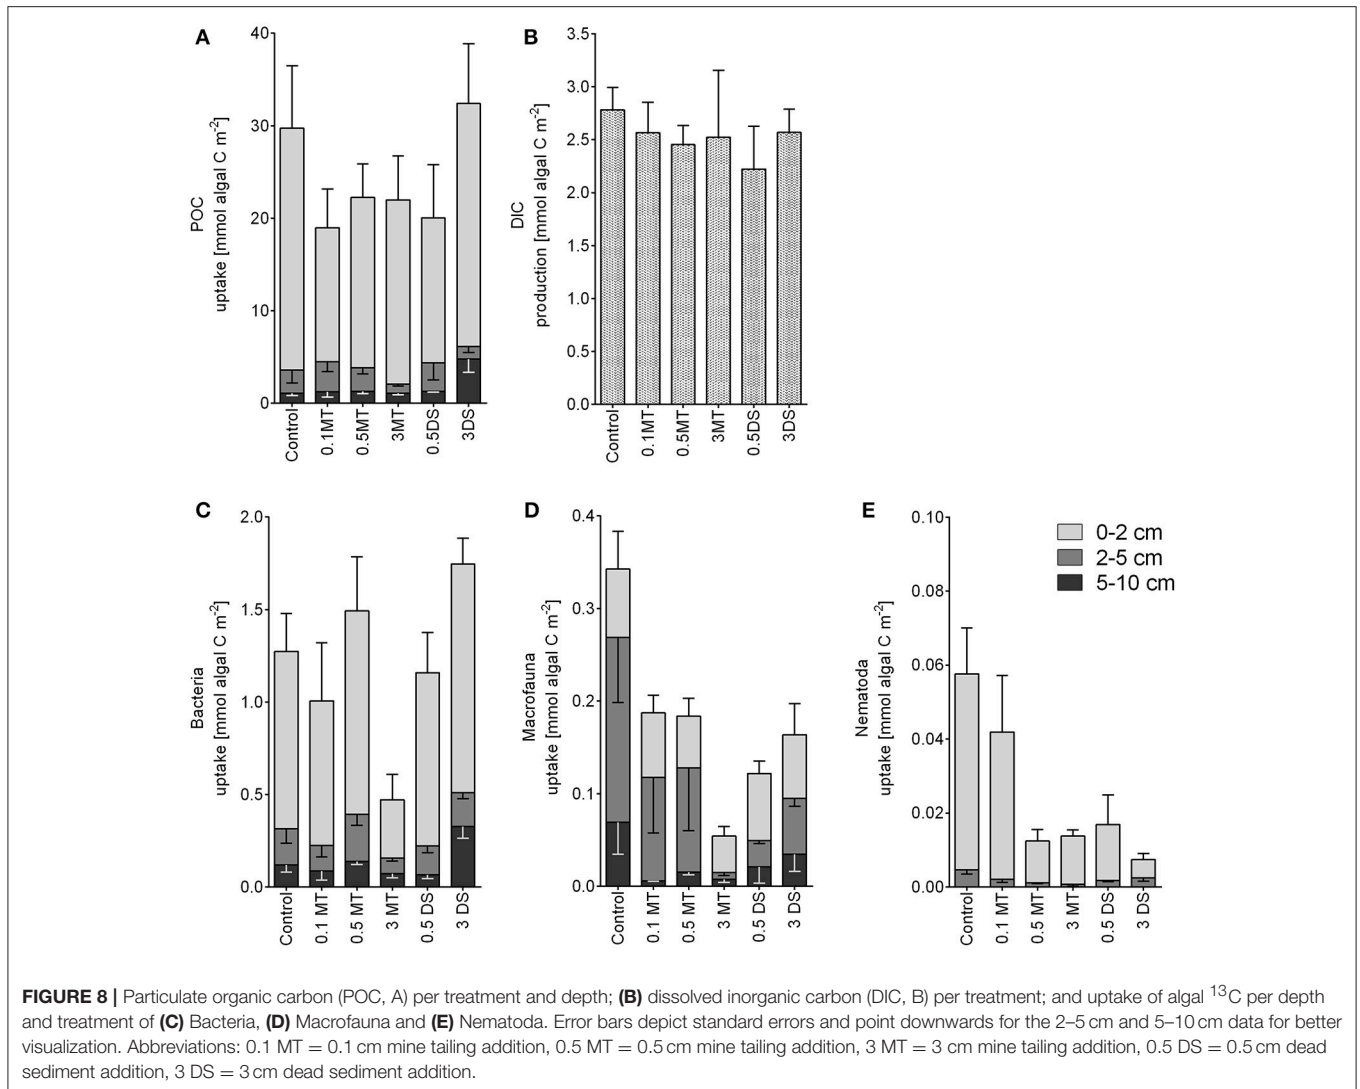 A
POC
uptake [mmol algal C m-2]
40
30
20
10
0
Control
0.1MT
0.5MT
3MT
0.5DS
3DS
B
DIC
production [mmol algal C m-2]
3.5
3.0
2.5
2.0
1.5
1.0
0.5
0.0
Control
0.1MT
0.5MT
3MT
0.5DS
3DS
C
Bacteria
uptake [mmol algal C m-2]
2.0
1.5
1.0
0.5
0.0
Control
0.1 MT
0.5 MT
3 MT
0.5 DS
3 DS
D
Macrofauna
uptake [mmol algal C m-2]
0.4
0.3
0.2
0.1
0.0
Control
0.1 MT
0.5 MT
3 MT
0.5 DS
3 DS
E
Nematoda
uptake [mmol algal C m-2]
0.10
0.08
0.06
0.04
0.02
0.00
Control
0.1 MT
0.5 MT
3 MT
0.5 DS
3 DS
0-2 cm
2-5 cm
5-10 cm
FIGURE 8 | Particulate organic carbon (POC, A) per treatment and depth; (B) dissolved inorganic carbon (DIC, B) per treatment; and uptake of algal 13C per depth
and treatment of (C) Bacteria, (D) Macrofauna and (E) Nematoda. Error bars depict standard errors and point downwards for the 2–5 cm and 5–10 cm data for better
visualization. Abbreviations: 0.1 MT = 0.1 cm mine tailing addition, 0.5 MT = 0.5 cm mine tailing addition, 3 MT = 3 cm mine tailing addition, 0.5 DS = 0.5 cm dead
sediment addition, 3 DS = 3 cm dead sediment addition.